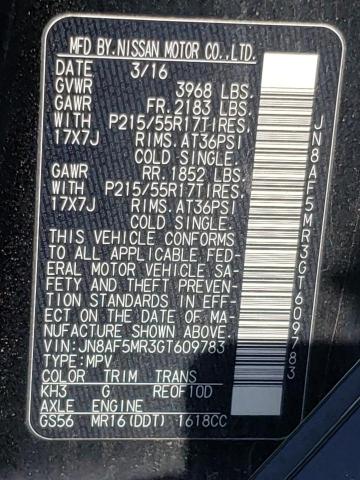 MFD BY. NISSAN MOTOR CO., LTD.
DATE 3/16
GVWR 3968 LBS.
GAWR FR. 2183 LBS.
WITH P215/55R17TIRES,
17X7J RIMS. AT36PSI
COLD SINGLE.
GAWR RR. 1852 LBS.
WITH P215/55R17TIRES,
17X7J RIMS. AT36PSI
COLD SINGLE.
THIS VEHICLE CONFORMS
TO ALL APPLICABLE FED-
ERAL MOTOR VEHICLE SA-
FETY AND THEFT PREVEN-
TION STANDARDS IN EFF-
ECT ON THE DATE OF MA-
NUFACTURE SHOWN ABOVE.
VIN:JN8AF5MR3GT609783
TYPE:MPV
COLOR TRIM TRANS
KH3 G RE0F10D
AXLE ENGINE
GS56 MR16(DDT) 1618CC
JN8AF5MR3GT609783